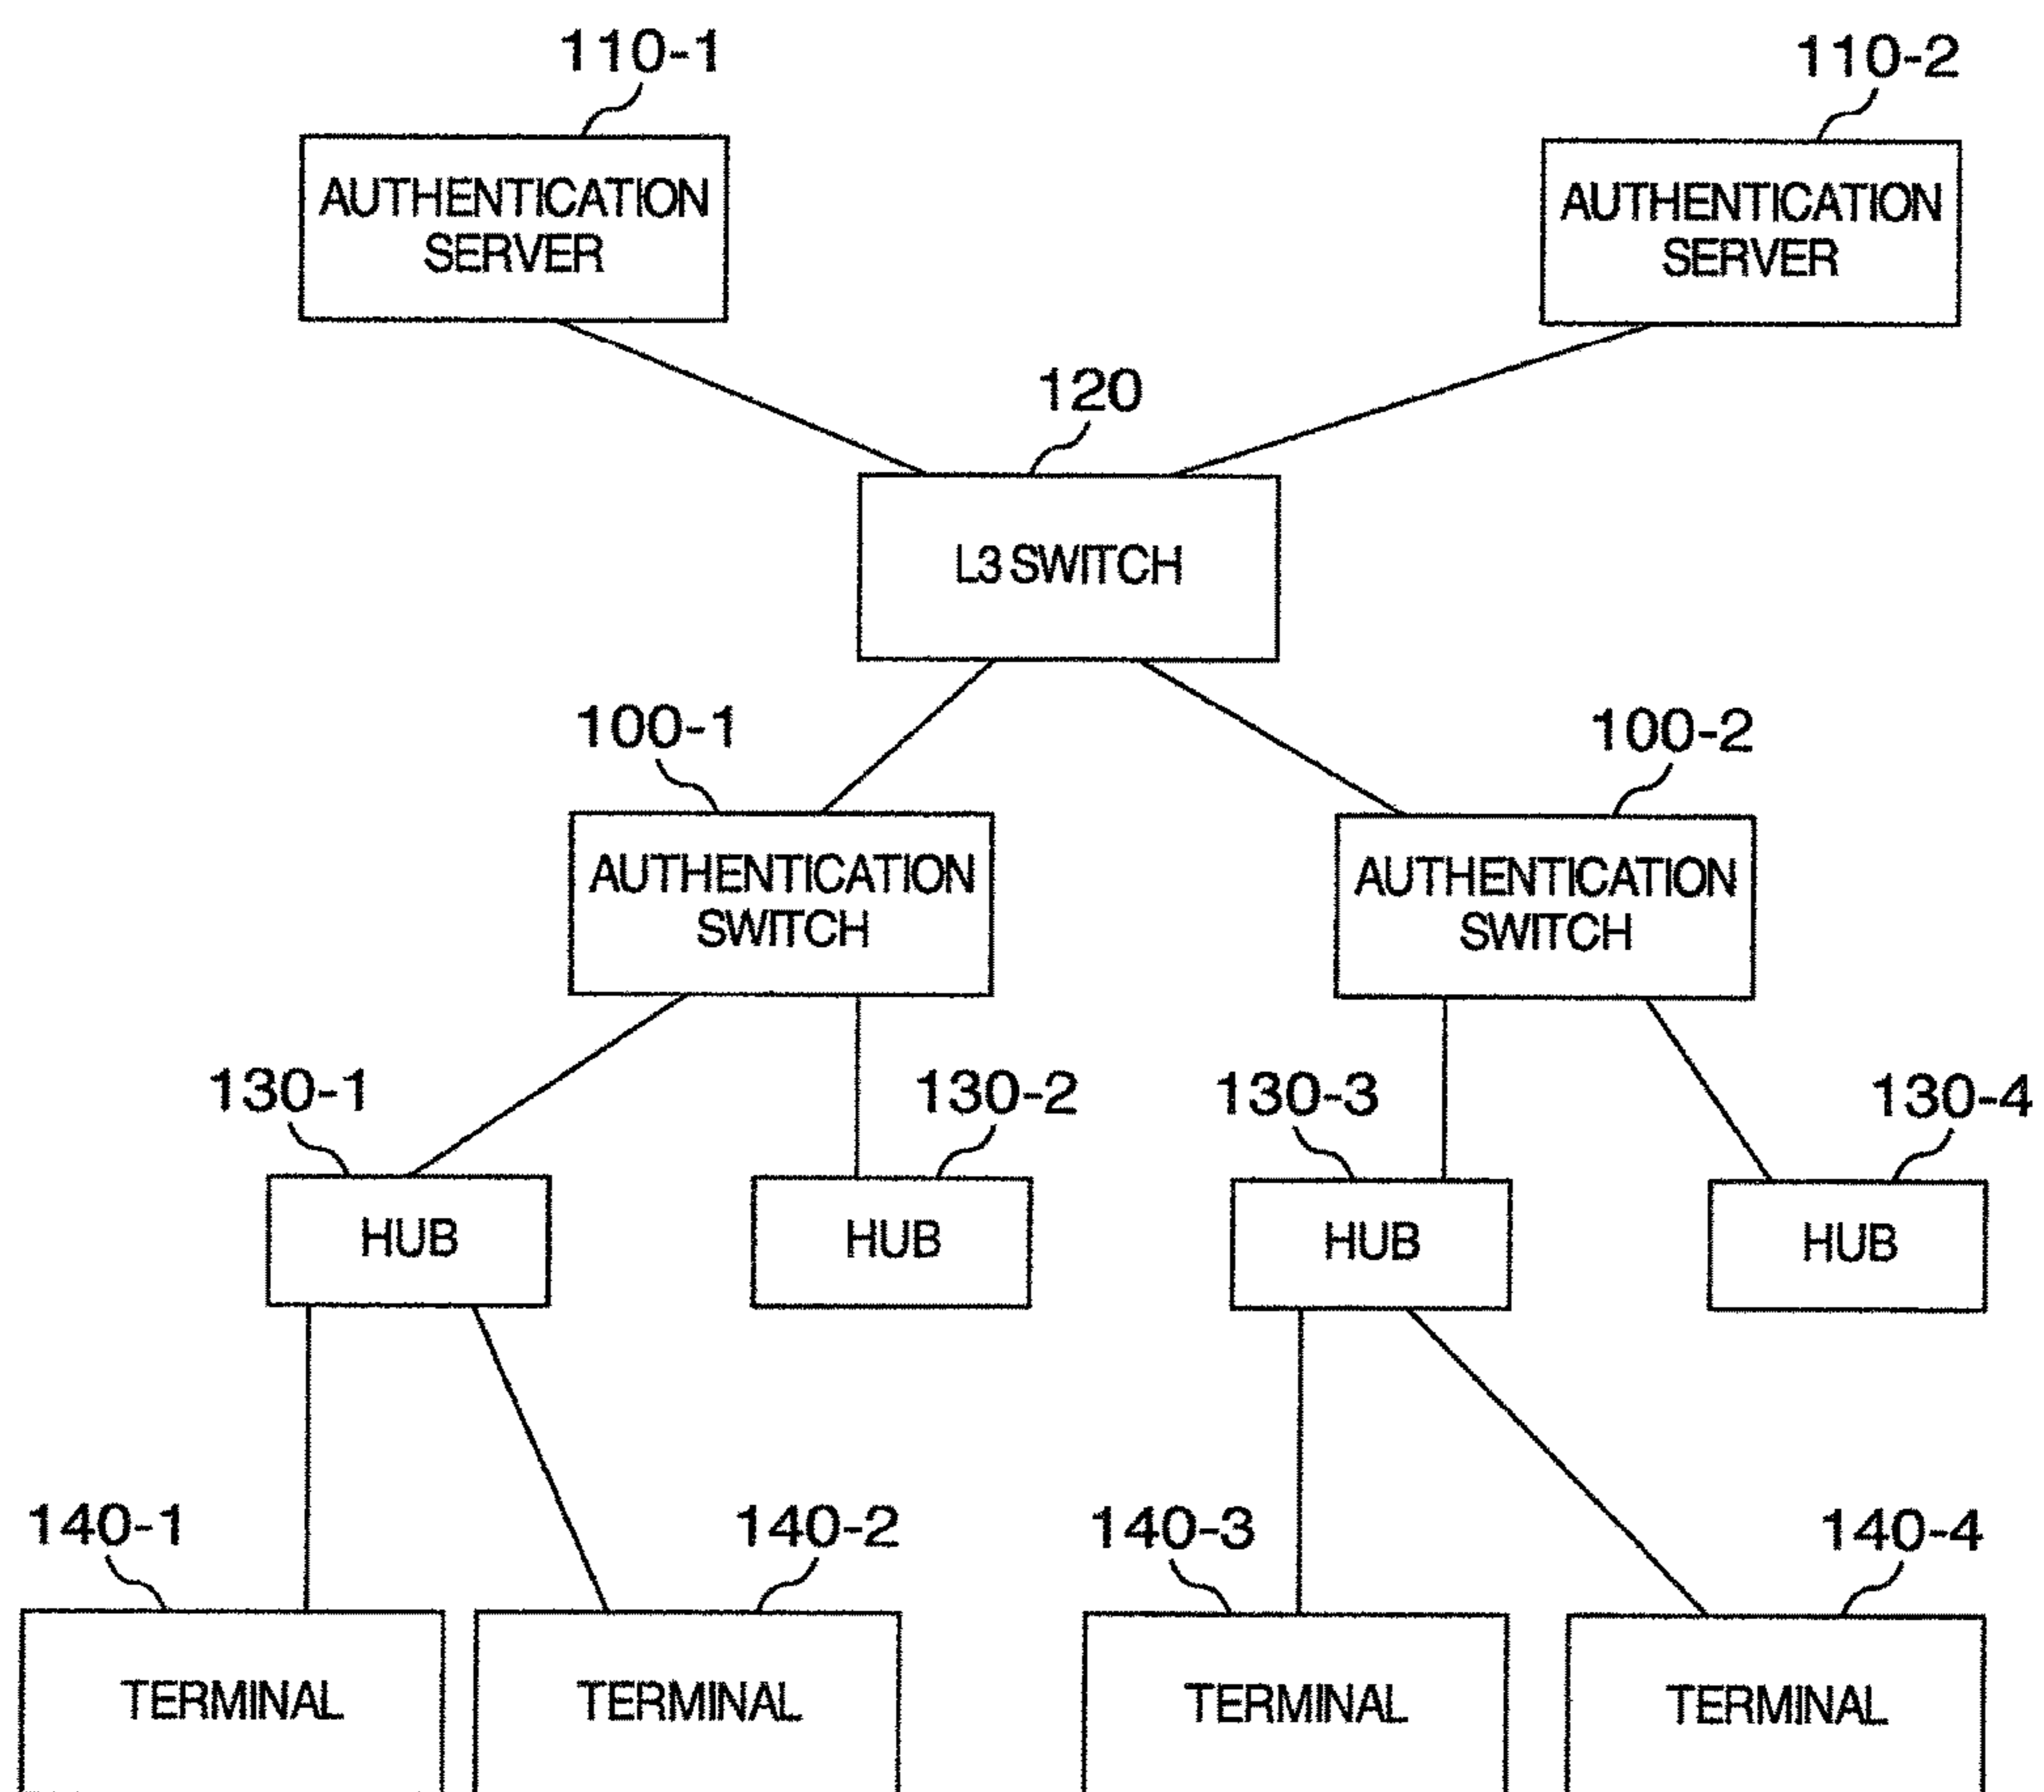 110-1
110-2
AUTHENTICATION
SERVER
AUTHENTICATION
SERVER
120
L3 SWITCH
100-1
100-2
AUTHENTICATION
SWITCH
AUTHENTICATION
SWITCH
130-1
130-2
130-3
130-4
HUB
HUB
HUB
HUB
140-1
140-2
140-3
140-4
TERMINAL
TERMINAL
TERMINAL
TERMINAL